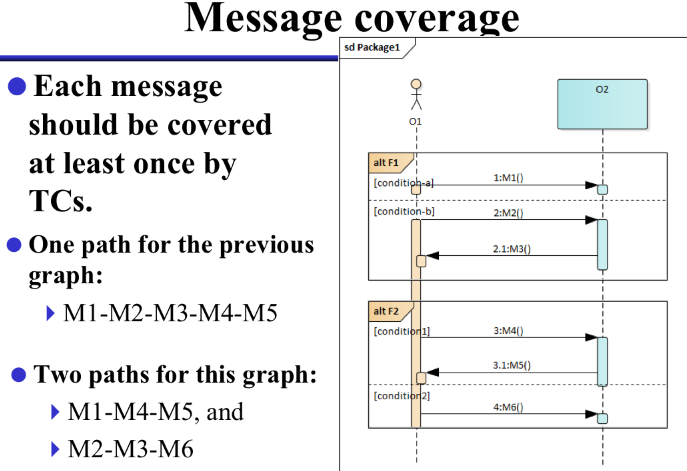 Message coverage
Each message
should be covered
at least once by
TCs.
One path for the previous
graph:
M1-M2-M3-M4-M5
Two paths for this graph:
M1-M4-M5, and
M2-M3-M6
sd Package1
O1
O2
alt F1
[condition-a]
1:M1()
[condition-b]
2:M2()
2.1:M3()
alt F2
[condition1]
3:M4()
3.1:M5()
[condition2]
4:M6()